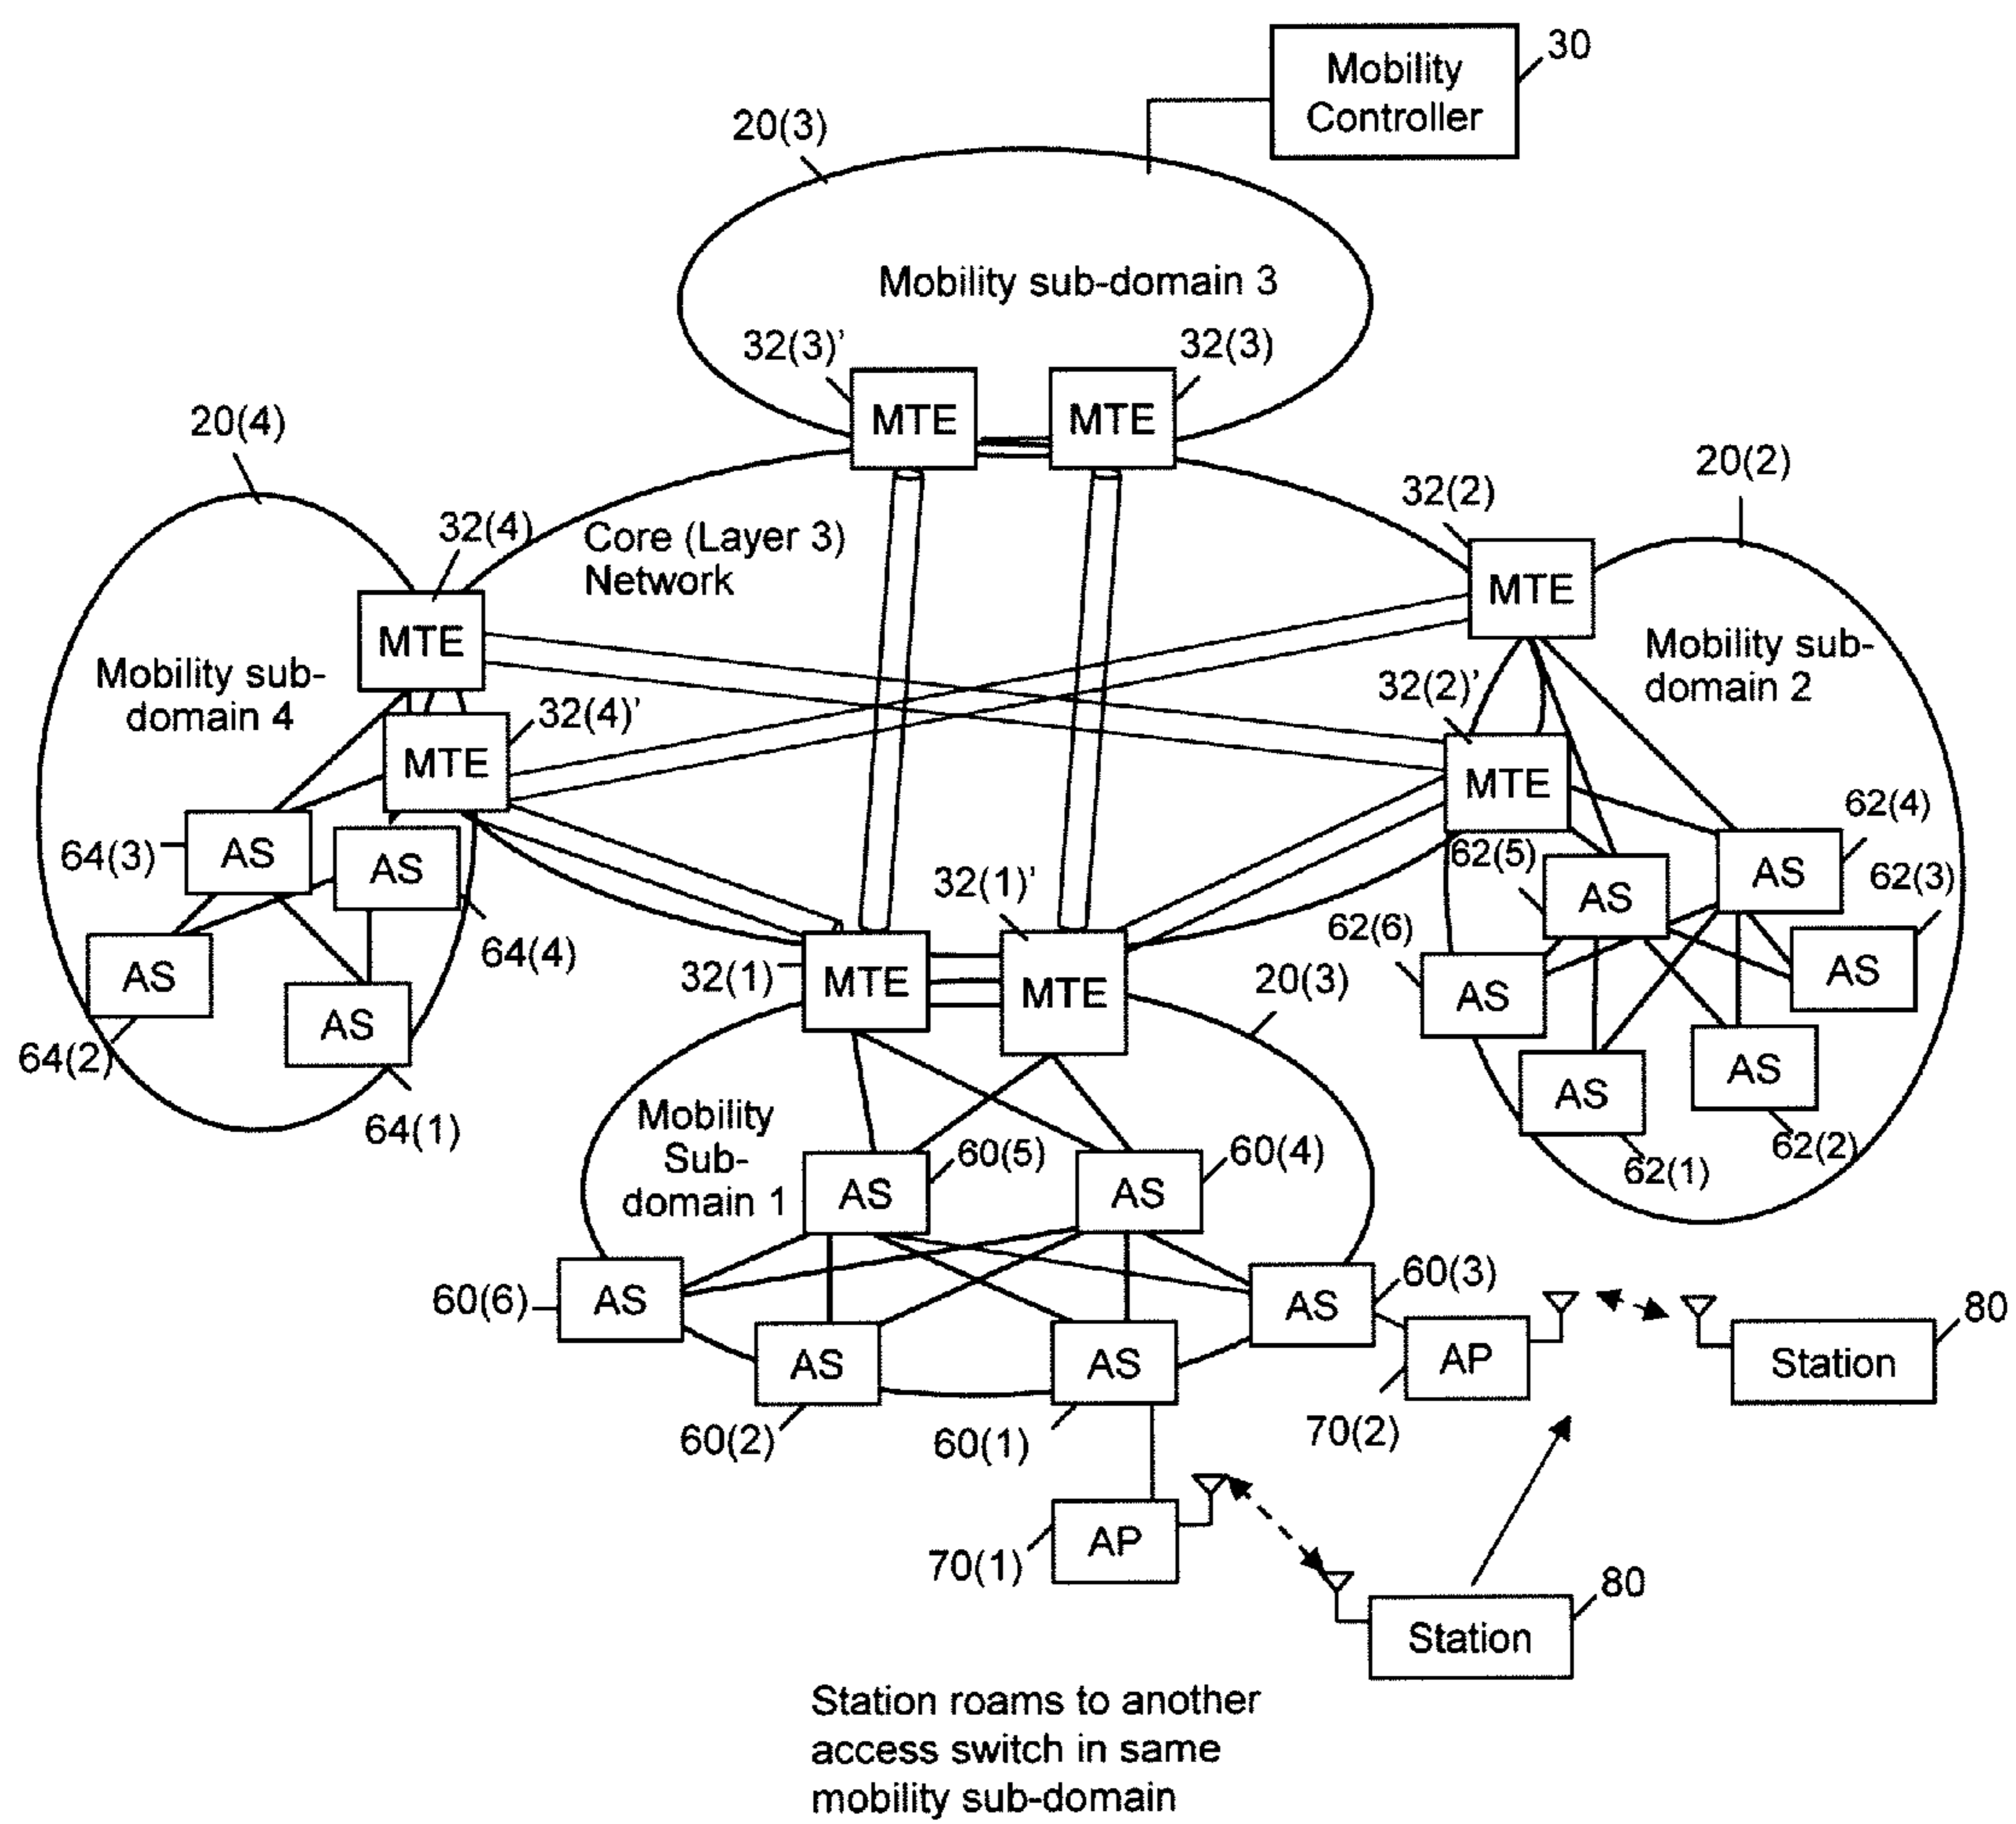 30
Mobility
Controller
20(3)
Mobility sub-domain 3
32(3)’
32(3)
MTE
MTE
20(4)
20(2)
32(2)
32(4)
Core (Layer 3)
Network
MTE
MTE
Mobility sub-
domain 4
Mobility sub-
domain 2
32(2)’
32(4)’
MTE
MTE
62(4)
62(5)
62(3)
64(3)
AS
AS
AS
AS
32(1)’
62(6)
64(4)
AS
32(1)
MTE
MTE
20(3)
AS
AS
AS
64(2)
64(1)
AS
AS
62(2)
62(1)
Mobility
Sub-
domain 1
60(5)
60(4)
AS
AS
60(6)
AS
60(3)
AS
80
AS
AS
AP
Station
60(2)
60(1)
70(2)
AP
70(1)
80
Station
Station roams to another
access switch in same
mobility sub-domain